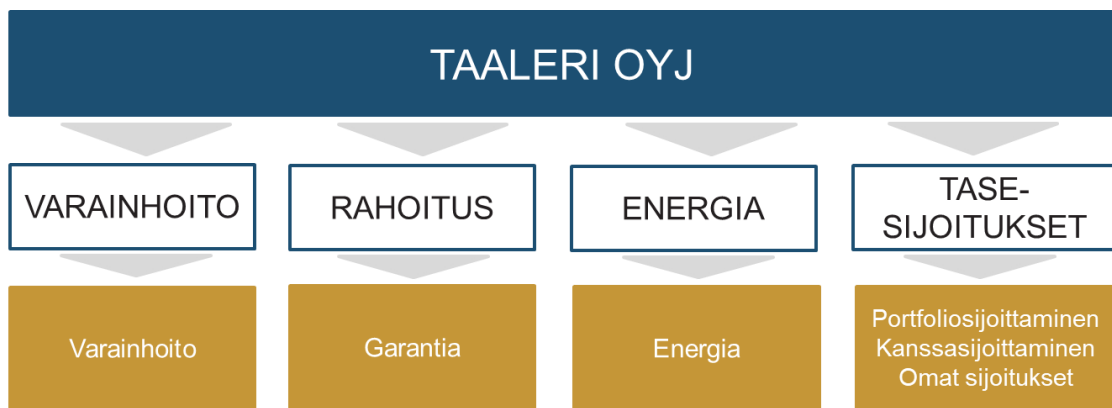 TAALERI OYJ
VARAINHOITO
RAHOITUS
ENERGIA
TASE-
SIJOITUKSET
Varainhoito
Garantia
Energia
Portfoliosijoittaminen
Kanssasijoittaminen
Omat sijoitukset